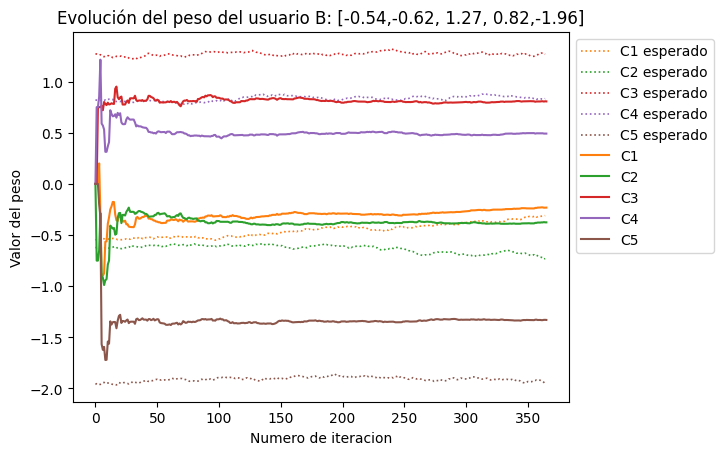 Evolución del peso del usuario B: [-0.54,-0.62, 1.27, 0.82,-1.96]
C1 esperado
C2 esperado
C3 esperado
C4 esperado
C5 esperado
C1
C2
C3
C4
C5
Valor del peso
1.0
0.5
0.0
−0.5
−1.0
−1.5
−2.0
0 50 100 150 200 250 300 350
Numero de iteracion